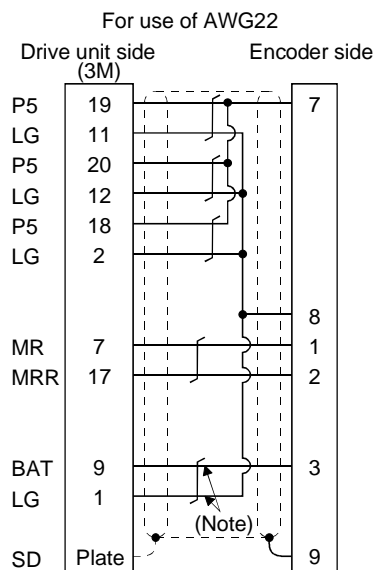 For use of AWG22
Drive unit side Encoder side
(3M)
P5 19 7
LG 11
P5 20
LG 12
P5 18
LG 2
8
MR 7 1
MRR 17 2
BAT 9 3
LG 1
(Note)
SD Plate 9